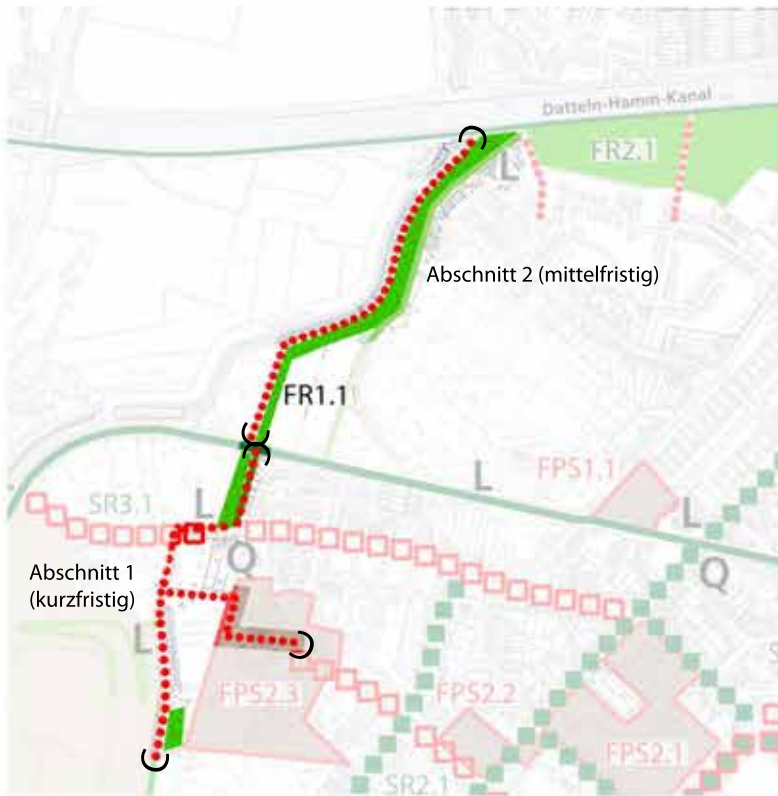 Datteln-Hamm-Kanal
FR2.1
L
Abschnitt 2 (mittelfristig)
FR1.1
L
FPS1.1
SR3.1
L
L
Q
Q
Abschnitt 1
(kurzfristig)
L
FPS2.3
FPS2.2
FPS2.1
SR2.1